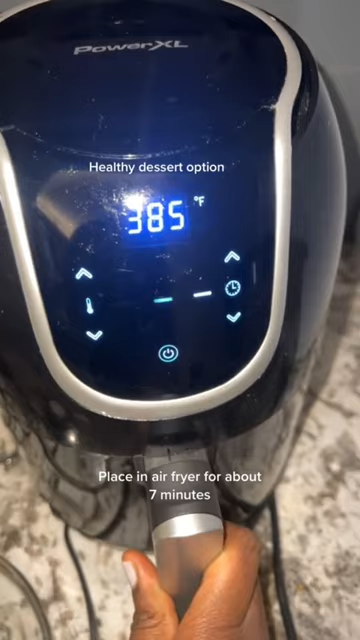 PowerXL
Healthy dessert option
385 °F
Place in air fryer for about
7 minutes